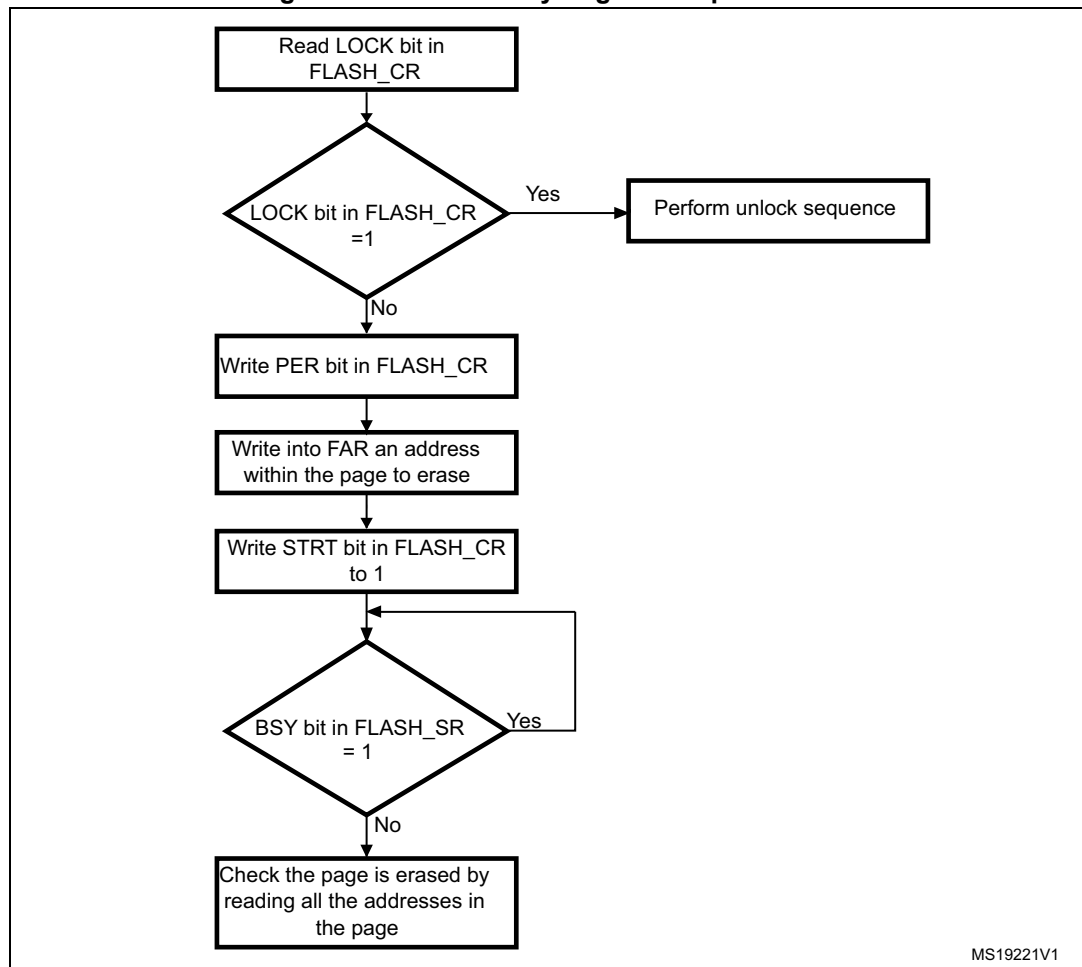 Read LOCK bit in
FLASH_CR
LOCK bit in FLASH_CR
=1
Yes
Perform unlock sequence
No
Write PER bit in FLASH_CR
Write into FAR an address
within the page to erase
Write STRT bit in FLASH_CR
to 1
BSY bit in FLASH_SR
= 1
Yes
No
Check the page is erased by
reading all the addresses in
the page
MS19221V1